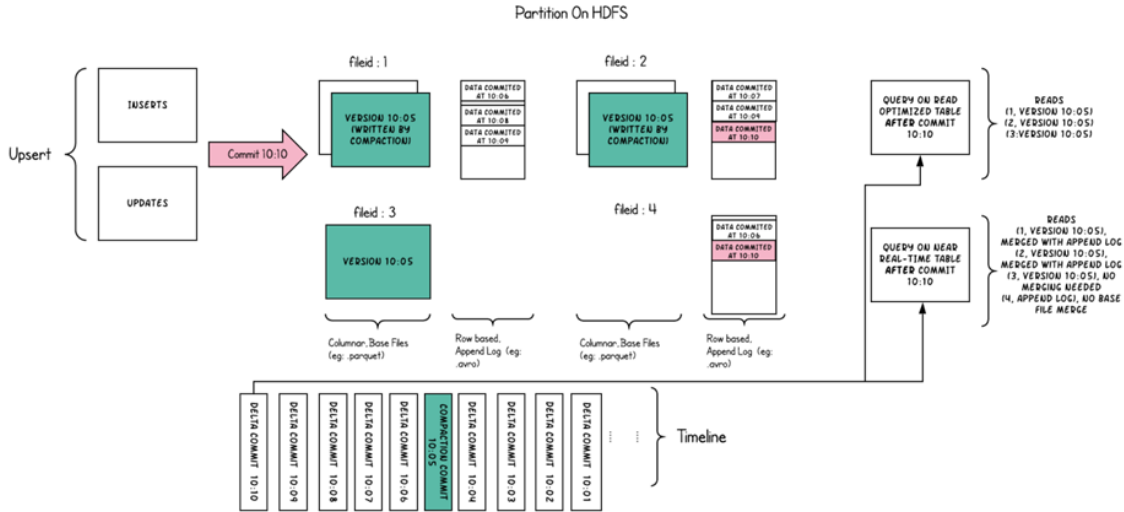 Partition On HDFS
Upsert
INSERTS
UPDATES
Commit 10:10
fileid : 1
VERSION 10:05
(WRITTEN BY
COMPACTION)
DATA COMMITED
AT 10:06
DATA COMMITED
AT 10:08
DATA COMMITED
AT 10:09
fileid : 2
VERSION 10:05
(WRITTEN BY
COMPACTION)
DATA COMMITED
AT 10:07
DATA COMMITED
AT 10:09
DATA COMMITED
AT 10:10
QUERY ON READ
OPTIMIZED TABLE
AFTER COMMIT
10:10
READS
(1, VERSION 10:05)
(2, VERSION 10:05)
(3:VERSION 10:05)
fileid : 3
VERSION 10:05
fileid : 4
DATA COMMITED
AT 10:06
DATA COMMITED
AT 10:10
QUERY ON NEAR
REAL-TIME TABLE
AFTER COMMIT
10:10
READS
(1, VERSION 10:05),
MERGED WITH APPEND LOG
(2, VERSION 10:05),
MERGED WITH APPEND LOG
(3, VERSION 10:05), NO
MERGING NEEDED
(4, APPEND LOG), NO BASE
FILE MERGE
Columnar, Base Files
(eg: .parquet)
Row based,
Append Log (eg:
.avro)
Columnar, Base Files
(eg: .parquet)
Row based,
Append Log (eg:
.avro)
DELTA COMMIT 10:10
DELTA COMMIT 10:09
DELTA COMMIT 10:08
DELTA COMMIT 10:07
DELTA COMMIT 10:06
COMPACTION COMMIT
10:05
DELTA COMMIT 10:04
DELTA COMMIT 10:03
DELTA COMMIT 10:02
DELTA COMMIT 10:01
Timeline